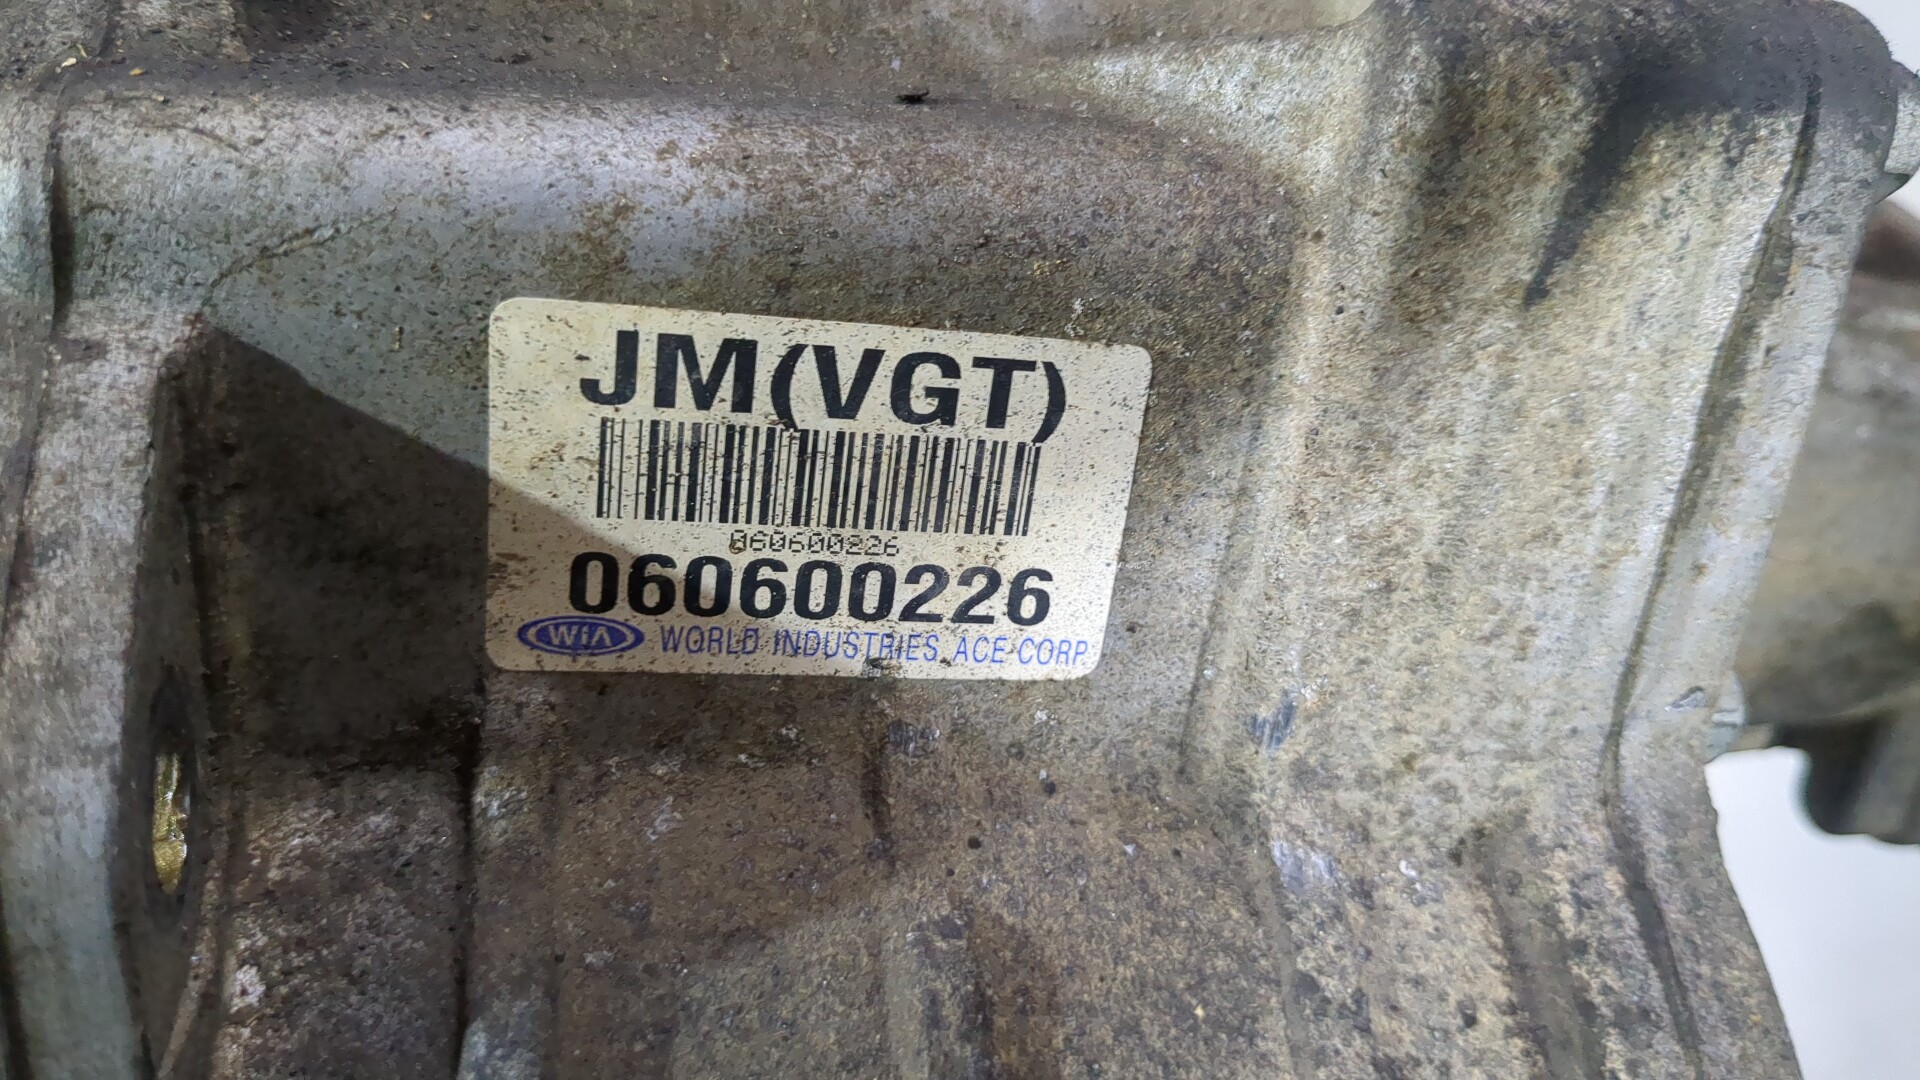 JM(VGT)
060600226
060600226
WIA WORLD INDUSTRIES ACE CORP